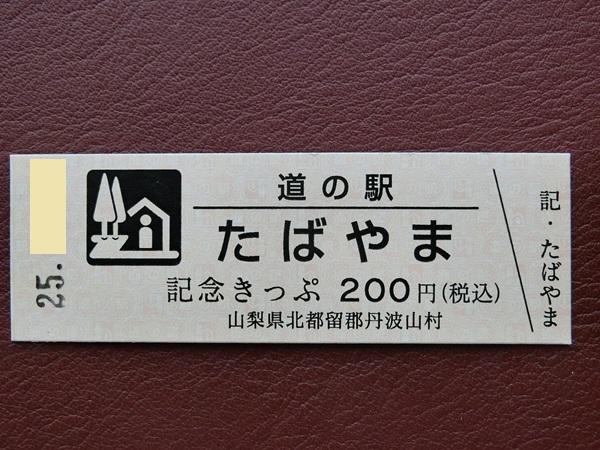 25.
道の駅
たばやま
記念きっぷ 200円(税込)
山梨県北都留郡丹波山村
記・たばやま